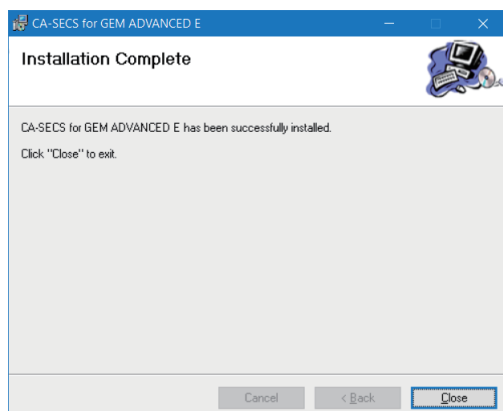 CA-SECS for GEM ADVANCED E
Installation Complete
CA-SECS for GEM ADVANCED E has been successfully installed.
Click "Close" to exit.
Cancel
< Back
Close